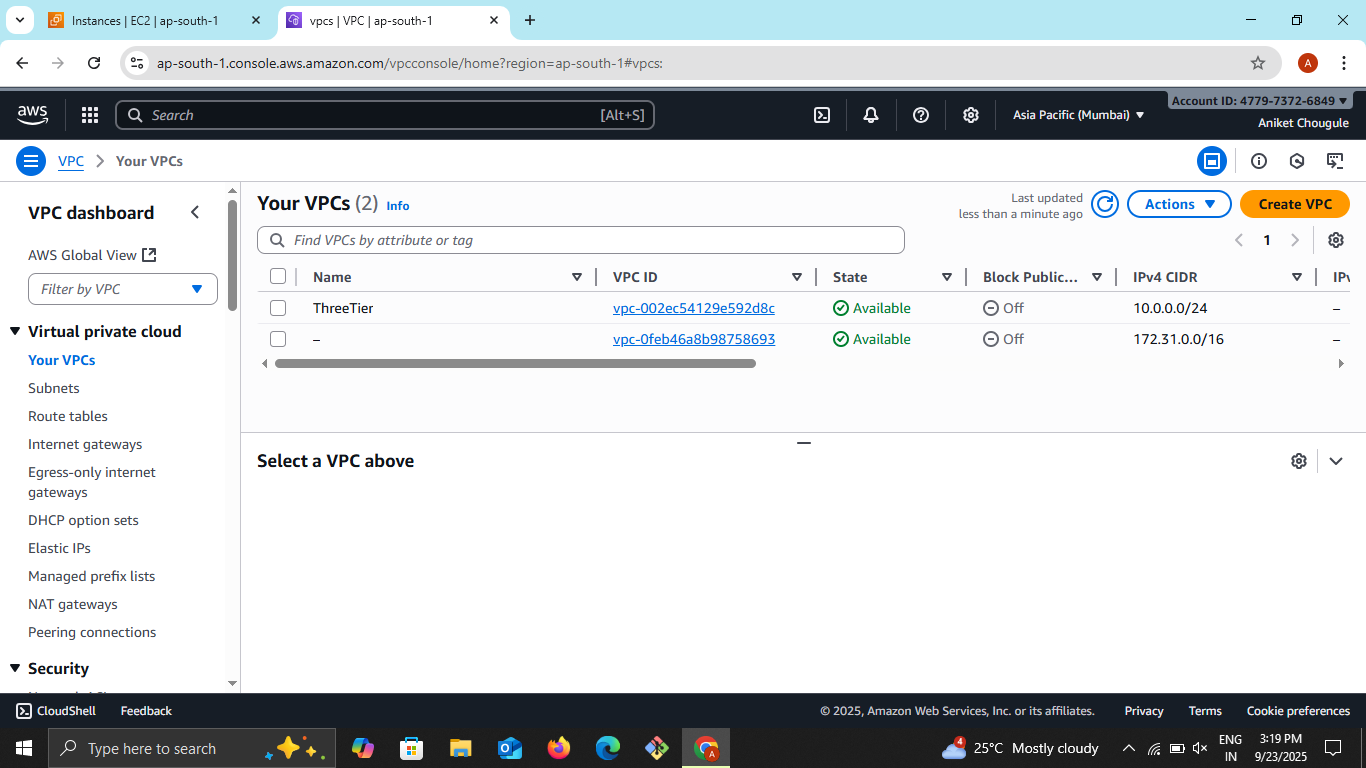 Instances | EC2 | ap-south-1
vpcs | VPC | ap-south-1
ap-south-1.console.aws.amazon.com/vpcconsole/home?region=ap-south-1#vpcs:
A
aws
Search
[Alt+S]
Asia Pacific (Mumbai)
Account ID: 4779-7372-6849
Aniket Chougule
VPC
Your VPCs
VPC dashboard
AWS Global View
Filter by VPC
Virtual private cloud
Your VPCs
Subnets
Route tables
Internet gateways
Egress-only internet
gateways
DHCP option sets
Elastic IPs
Managed prefix lists
NAT gateways
Peering connections
Security
Your VPCs (2) Info
Last updated
less than a minute ago
Actions
Create VPC
Find VPCs by attribute or tag
1
Name VPC ID State Block Public... IPv4 CIDR IPv
ThreeTier vpc-002ec54129e592d8c Available Off 10.0.0.0/24 –
– vpc-0feb46a8b98758693 Available Off 172.31.0.0/16 –
Select a VPC above
CloudShell Feedback
© 2025, Amazon Web Services, Inc. or its affiliates.
Privacy Terms Cookie preferences
Type here to search
A
4
25°C Mostly cloudy
ENG
IN
3:19 PM
9/23/2025